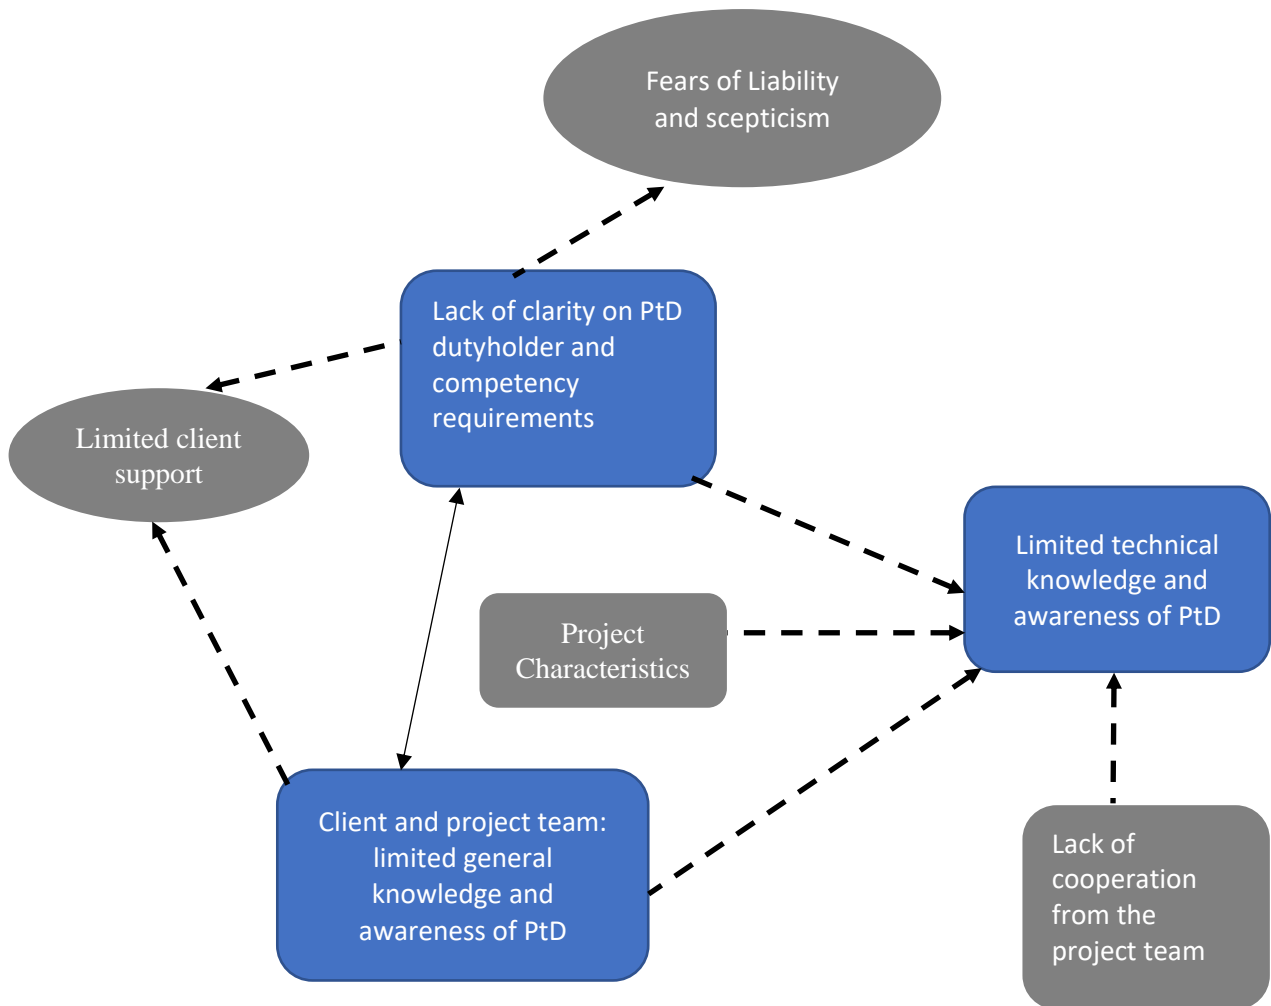 Fears of Liability
and scepticism
Lack of clarity on PtD
dutyholder and
competency
requirements
Limited client
support
Limited technical
knowledge and
awareness of PtD
Project
Characteristics
Client and project team:
limited general
knowledge and
awareness of PtD
Lack of
cooperation
from the
project team